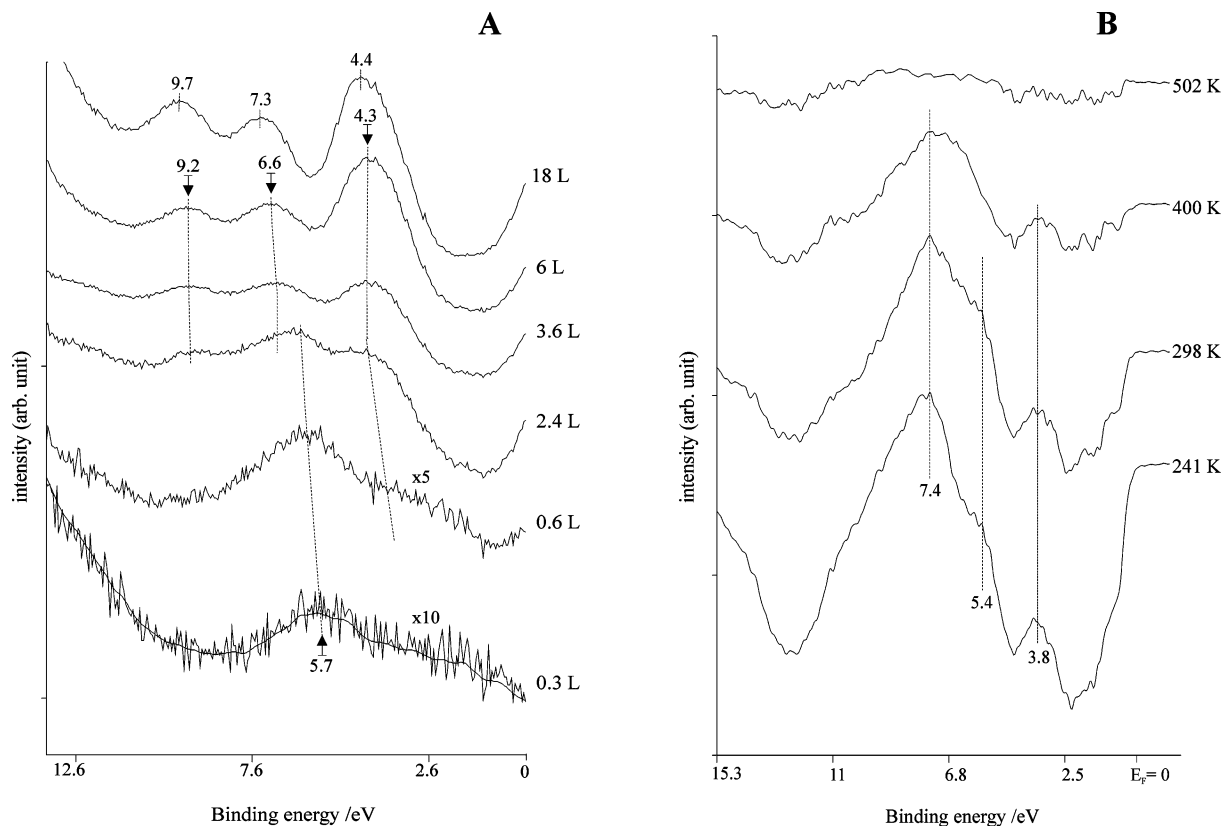 A
9.7
7.3
4.4
4.3
9.2
6.6
18 L
6 L
3.6 L
2.4 L
x5
0.6 L
x10
5.7
0.3 L
intensity (arb. unit)
12.6
7.6
2.6
0
Binding energy /eV
B
502 K
400 K
298 K
241 K
7.4
5.4
3.8
intensity (arb. unit)
15.3
11
6.8
2.5
EF= 0
Binding energy /eV